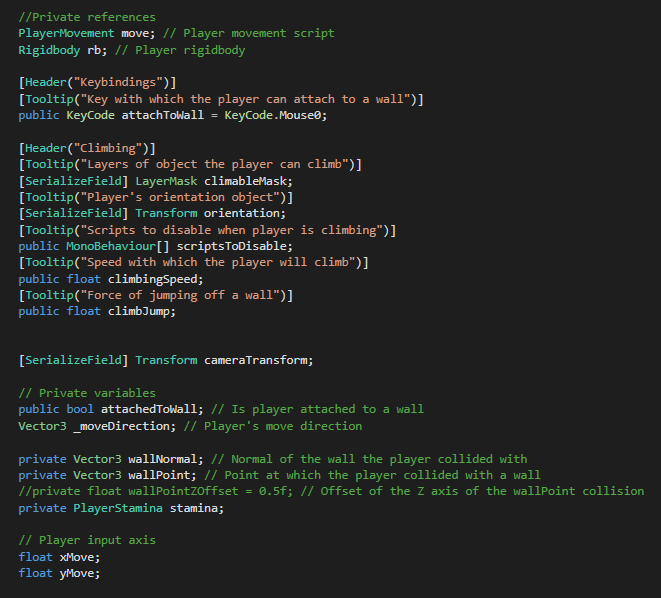 //Private references
PlayerMovement move; // Player movement script
Rigidbody rb; // Player rigidbody
[Header("Keybindings")]
[Tooltip("Key with which the player can attach to a wall")]
public KeyCode attachToWall = KeyCode.Mouse0;
[Header("Climbing")]
[Tooltip("Layers of object the player can climb")]
[SerializeField] LayerMask climableMask;
[Tooltip("Player's orientation object")]
[SerializeField] Transform orientation;
[Tooltip("Scripts to disable when player is climbing")]
public MonoBehaviour[] scriptsToDisable;
[Tooltip("Speed with which the player will climb")]
public float climbingSpeed;
[Tooltip("Force of jumping off a wall")]
public float climbJump;
[SerializeField] Transform cameraTransform;
// Private variables
public bool attachedToWall; // Is player attached to a wall
Vector3 _moveDirection; // Player's move direction
private Vector3 wallNormal; // Normal of the wall the player collided with
private Vector3 wallPoint; // Point at which the player collided with a wall
//private float wallPointZOffset = 0.5f; // Offset of the Z axis of the wallPoint collision
private PlayerStamina stamina;
// Player input axis
float xMove;
float yMove;